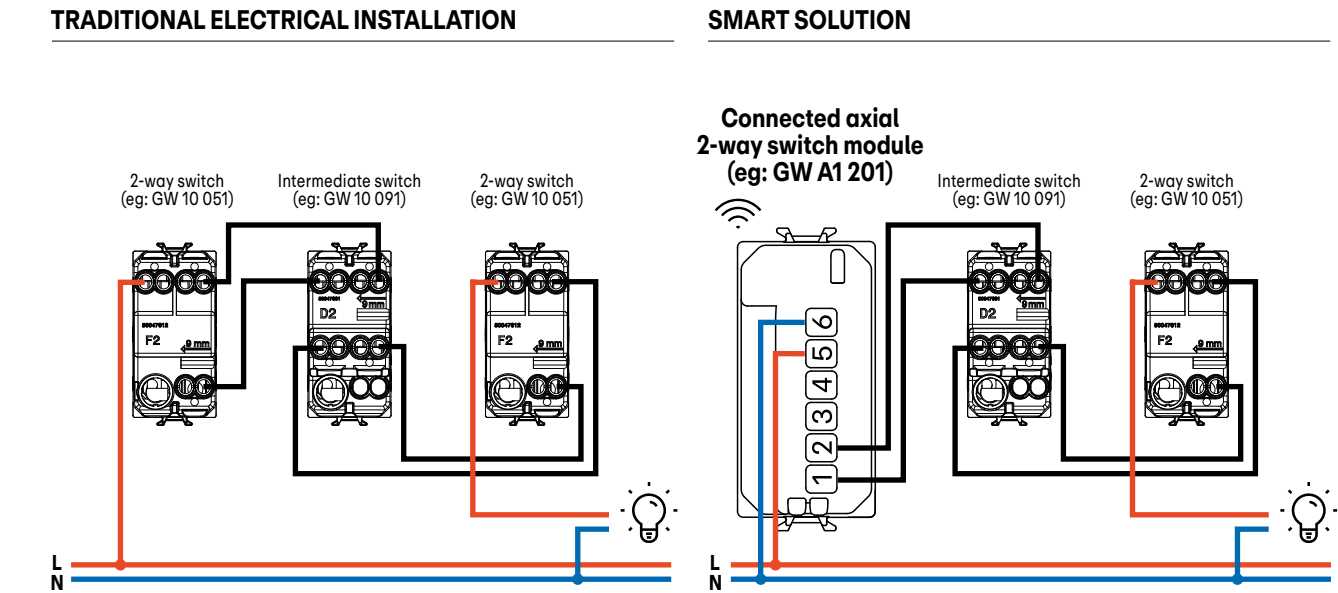 TRADITIONAL ELECTRICAL INSTALLATION
2-way switch
(eg: GW 10 051)
Intermediate switch
(eg: GW 10 091)
2-way switch
(eg: GW 10 051)
F2
9 mm
9 mm
D2
F2
9 mm
L
N
SMART SOLUTION
Connected axial
2-way switch module
(eg: GW A1 201)
Intermediate switch
(eg: GW 10 091)
2-way switch
(eg: GW 10 051)
6
5
4
3
2
1
9 mm
D2
F2
9 mm
L
N